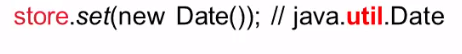 store.set(new Date()); // java.util.Date